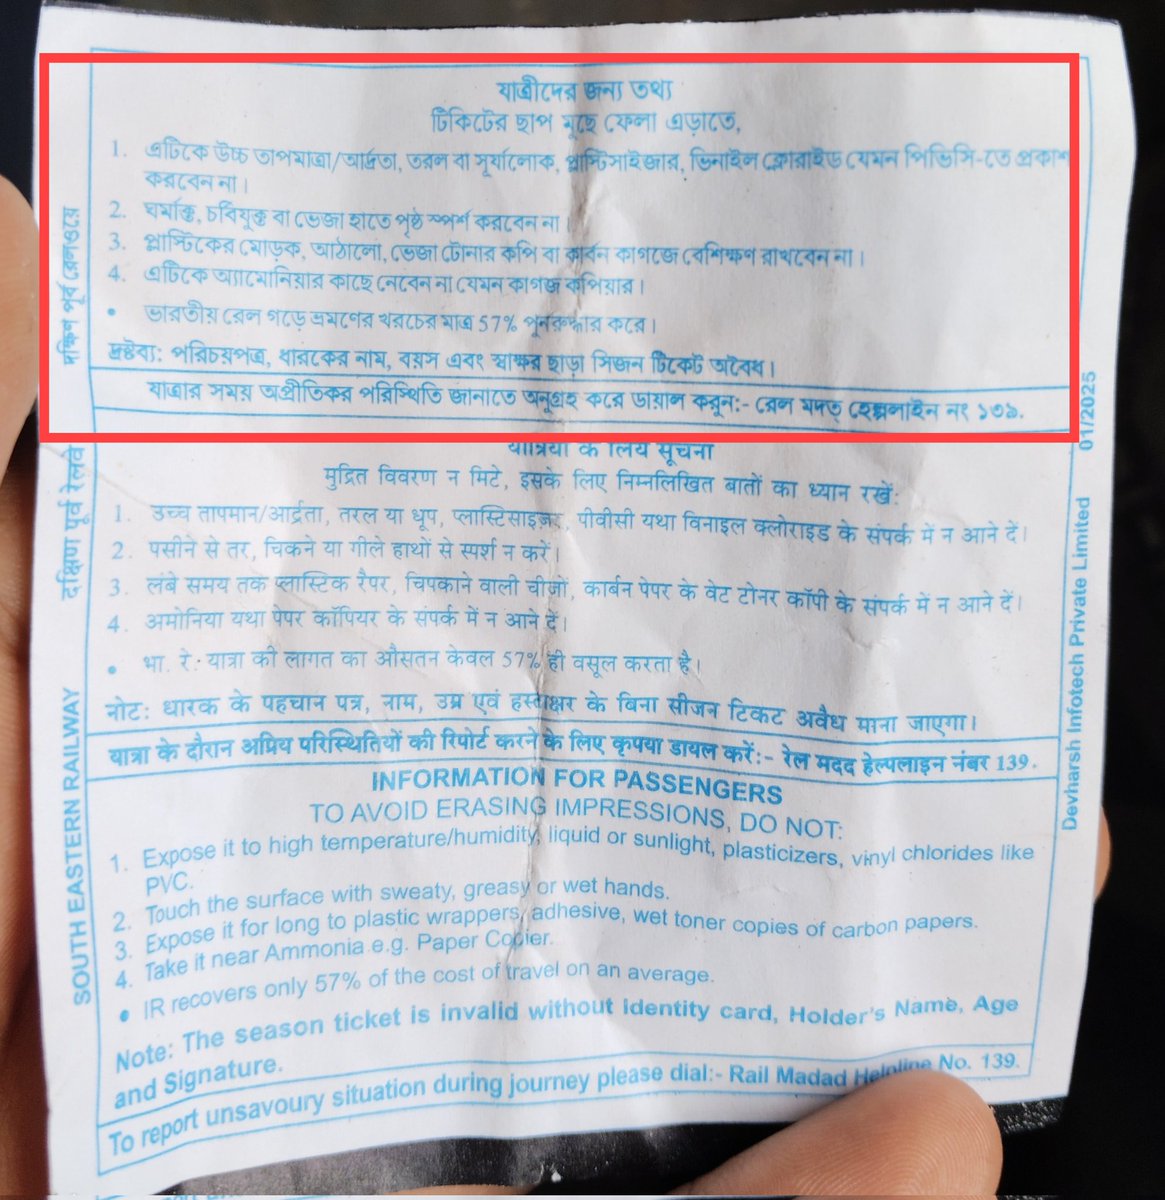 যাত্রীদের জন্য তথ্য
টিকিটের ছাপ মুছে ফেলা এড়াতে,
1. এটিকে উচ্চ তাপমাত্রা/আর্দ্রতা, তরল বা সূর্যালোক, প্লাস্টিসাইজার, ভিনাইল ক্লোরাইড যেমন পিভিসি-তে প্রকাশ
করবেন না।
2. ঘর্মাক্ত, চর্বিযুক্ত বা ভেজা হাতে পৃষ্ঠ স্পর্শ করবেন না।
3. প্লাস্টিকের মোড়ক, আঠালো, ভেজা টোনার কপি বা কার্বন কাগজে বেশিক্ষণ রাখবেন না।
4. এটিকে অ্যামোনিয়ার কাছে নেবেন না যেমন কাগজ কপিয়ার।
• ভারতীয় রেল গড়ে ভ্রমণের খরচের মাত্র 57% পুনরুদ্ধার করে।
দ্রষ্টব্য: পরিচয়পত্র, ধারকের নাম, বয়স এবং স্বাক্ষর ছাড়া সিজন টিকেট অবৈধ।
যাত্রার সময় অপ্রীতিকর পরিস্থিতি জানাতে অনুগ্রহ করে ডায়াল করুন:- রেল মদত্ হেল্পলাইন নং ১৩৯.
দক্ষিণ পূর্ব রেলওয়ে
यात्रियों के लिये सूचना
मुद्रित विवरण न मिटे, इसके लिए निम्नलिखित बातों का ध्यान रखें:
1. उच्च तापमान/आर्द्रता, तरल या धूप, प्लास्टिसाइजर, पीवीसी यथा विनाइल क्लोराइड के संपर्क में न आने दें।
2. पसीने से तर, चिकने या गीले हाथों से स्पर्श न करें।
3. लंबे समय तक प्लास्टिक रैपर, चिपकाने वाली चीजों, कार्बन पेपर के वेट टोनर कॉपी के संपर्क में न आने दें।
4. अमोनिया यथा पेपर कॉपियर के संपर्क में न आने दें।
• भा. रे. यात्रा की लागत का औसतन केवल 57% ही वसूल करता है।
नोट: धारक के पहचान पत्र, नाम, उम्र एवं हस्ताक्षर के बिना सीजन टिकट अवैध माना जाएगा।
यात्रा के दौरान अप्रिय परिस्थितियों की रिपोर्ट करने के लिए कृपया डायल करें:- रेल मदद हेल्पलाइन नंबर 139.
दक्षिण पूर्व रेलवे
INFORMATION FOR PASSENGERS
TO AVOID ERASING IMPRESSIONS, DO NOT:
1. Expose it to high temperature/humidity, liquid or sunlight, plasticizers, vinyl chlorides like
PVC.
2. Touch the surface with sweaty, greasy or wet hands.
3. Expose it for long to plastic wrappers, adhesive, wet toner copies of carbon papers.
4. Take it near Ammonia e.g. Paper Copier.
• IR recovers only 57% of the cost of travel on an average.
Note: The season ticket is invalid without Identity card, Holder's Name, Age
and Signature.
To report unsavoury situation during journey please dial:- Rail Madad Helpline No. 139.
SOUTH EASTERN RAILWAY
Devharsh Infotech Private Limited 01/2025